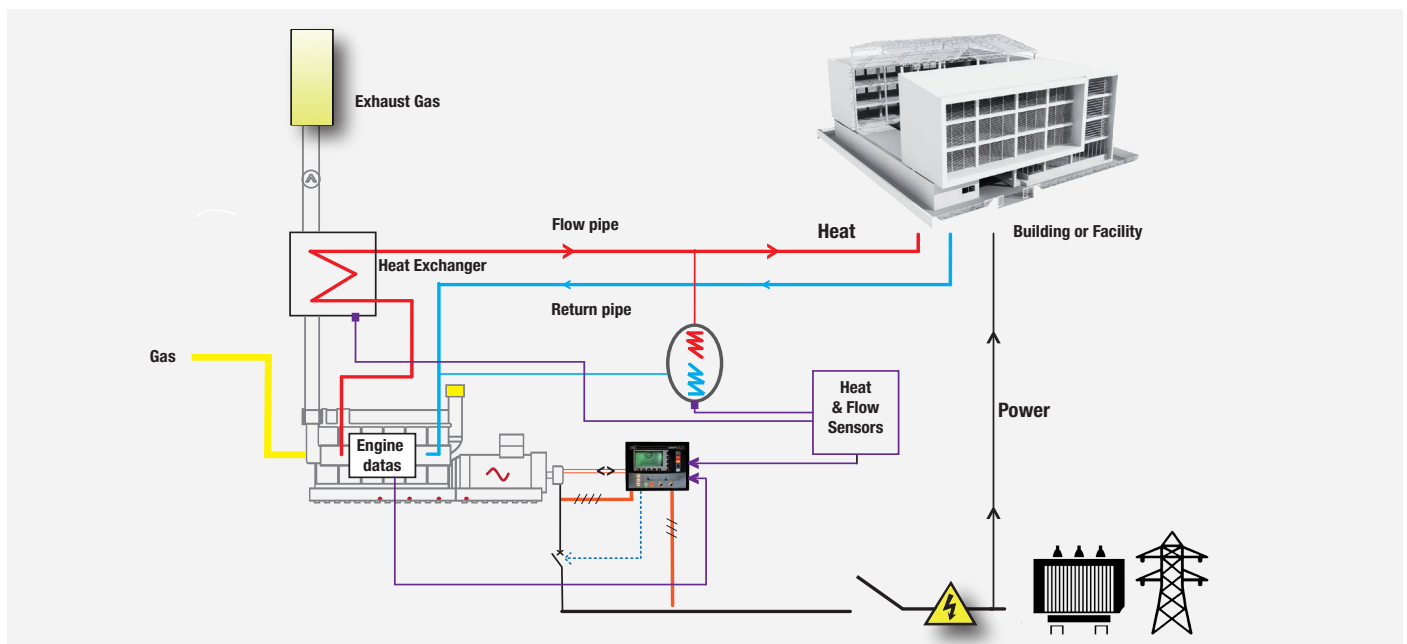 Exhaust Gas
Flow pipe
Heat
Building or Facility
Heat Exchanger
Return pipe
Gas
Heat
& Flow
Sensors
Power
Engine
datas